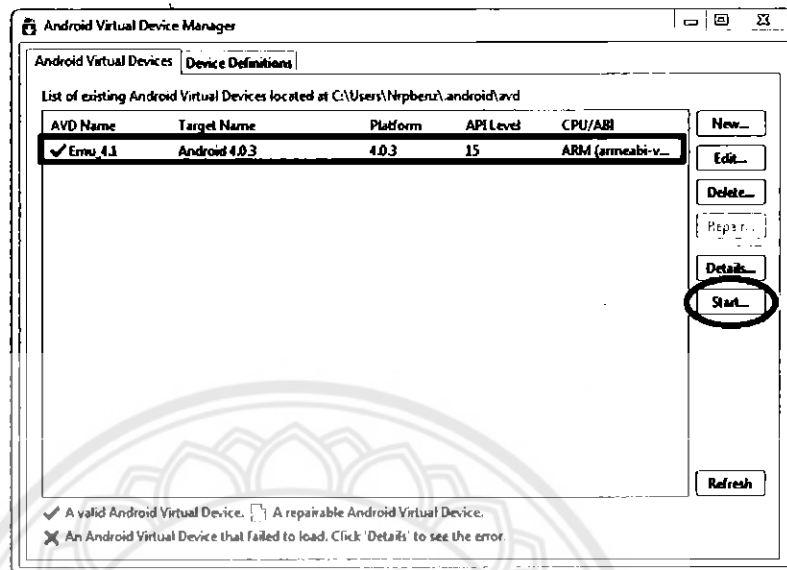 Android Virtual Device Manager
Android Virtual Devices Device Definitions
List of existing Android Virtual Devices located at C:\Users\Nrpbenz\.android\avd
AVD Name Target Name Platform API Level CPU/ABI
✓ Emu_4.1 Android 4.0.3 4.0.3 15 ARM (armeabi-v...
New...
Edit...
Delete...
Repair...
Details...
Start...
Refresh
✓ A valid Android Virtual Device. A repairable Android Virtual Device.
X An Android Virtual Device that failed to load. Click 'Details' to see the error.